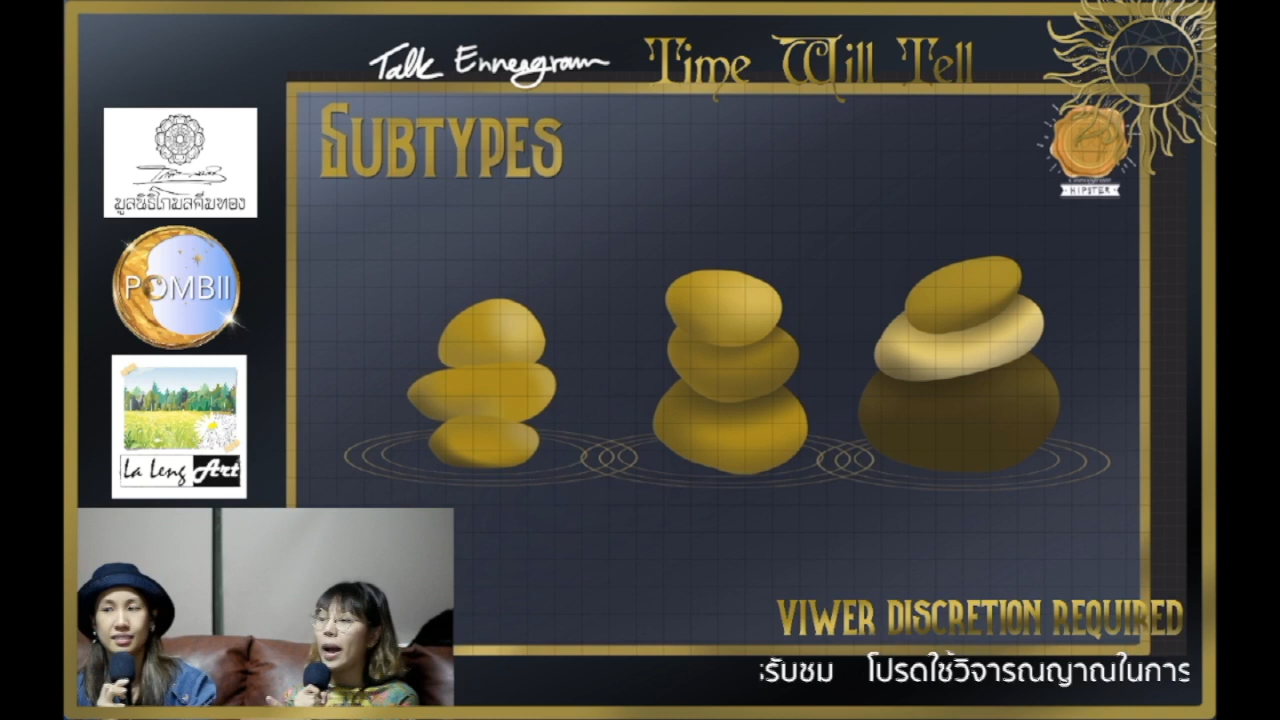 Talk Enneagram Time Will Tell
SUBTYPES
HIPSTER
มูลนิธิโกมลคีมทอง
POMBII
La Leng Art
VIWER DISCRETION REQUIRED
รับชม โปรดใช้วิจารณญาณในการ